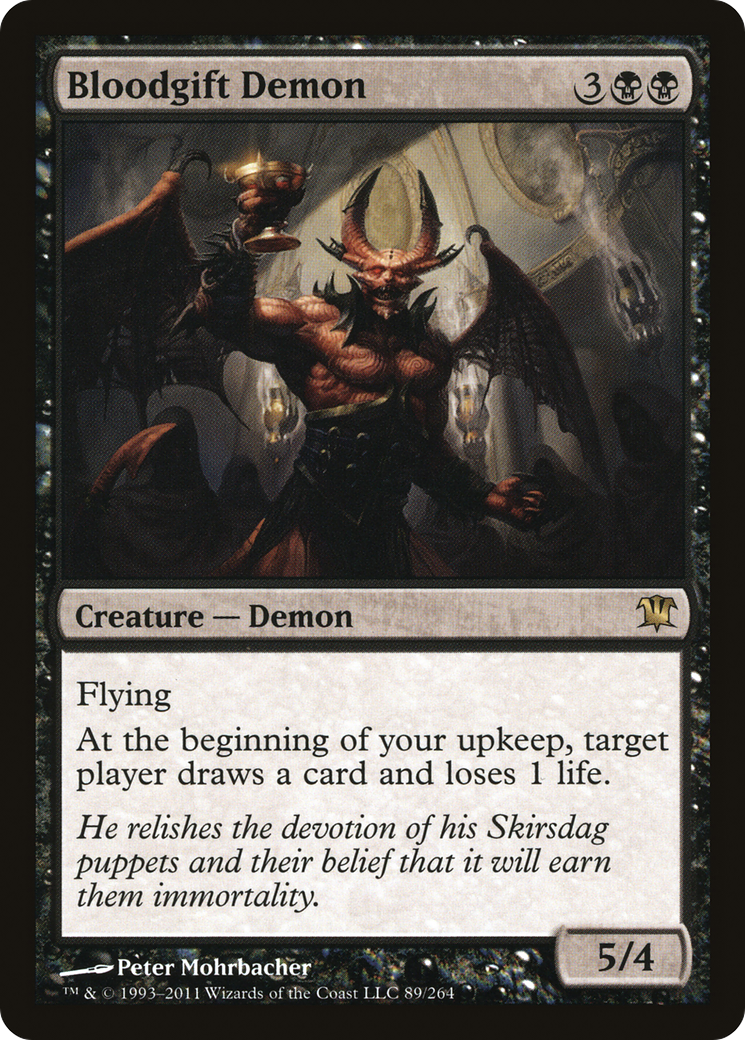 Bloodgift Demon 3
Creature — Demon
Flying
At the beginning of your upkeep, target
player draws a card and loses 1 life.
He relishes the devotion of his Skirsdag
puppets and their belief that it will earn
them immortality.
5/4
Peter Mohrbacher
™ & © 1993–2011 Wizards of the Coast LLC 89/264